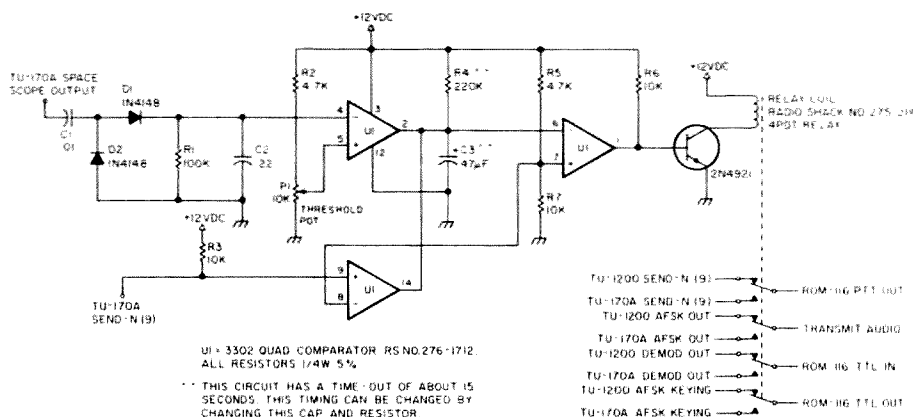 +12VDC
TU-170A SPACE
SCOPE OUTPUT
D1
1N4148
C1
.01
D2
1N4148
R1
100K
C2
.22
R2
4.7K
P1
10K
THRESHOLD
POT
4
5
3
2
12
U1
R4**
220K
+C3**
47µF
R5
4.7K
R6
10K
6
7
1
U1
R7
10K
+12VDC
RELAY COIL
RADIO SHACK NO. 275-214
4PDT RELAY
2N4921
+12VDC
R3
10K
TU-170A
SEND-N (9)
9
8
14
U1
TU-1200 SEND-N (9)
ROM-116 PTT OUT
TU-170A SEND-N (9)
TU-1200 AFSK OUT
TRANSMIT AUDIO
TU-170A AFSK OUT
TU-1200 DEMOD OUT
ROM-116 TTL IN
TU-170A DEMOD OUT
TU-1200 AFSK KEYING
ROM-116 TTL OUT
TU-170A AFSK KEYING
U1 = 3302 QUAD COMPARATOR RS NO. 276-1712.
ALL RESISTORS 1/4W 5%
** THIS CIRCUIT HAS A TIME-OUT OF ABOUT 15
SECONDS. THIS TIMING CAN BE CHANGED BY
CHANGING THIS CAP AND RESISTOR